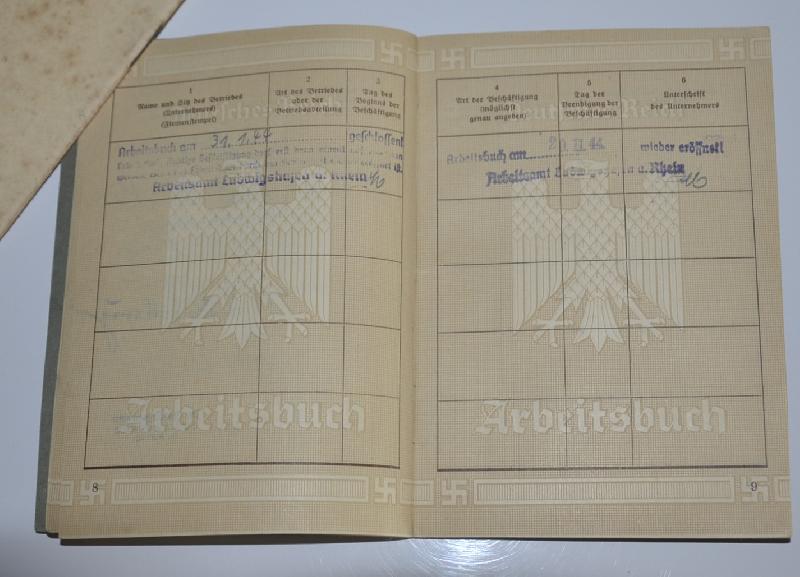 1
Name und Sitz des Betriebes
(Unternehmers)
(Firmenstempel)
2
Art des Betriebes
oder der
Betriebsabteilung
3
Tag des
Beginns der
Beschäftigung
Arbeitsbuch am 31. 1. 44 geschlossen!
Arbeitsamt Ludwigshafen a. Rhein
Arbeitsbuch
8
4
Art der Beschäftigung
(möglichst
genau angeben)
5
Tag der
Beendigung der
Beschäftigung
6
Unterschrift
des Unternehmers
Deutsches Reich
Arbeitsbuch am 44 wieder eröffnet!
Arbeitsamt Ludwigshafen a. Rhein
Arbeitsbuch
9